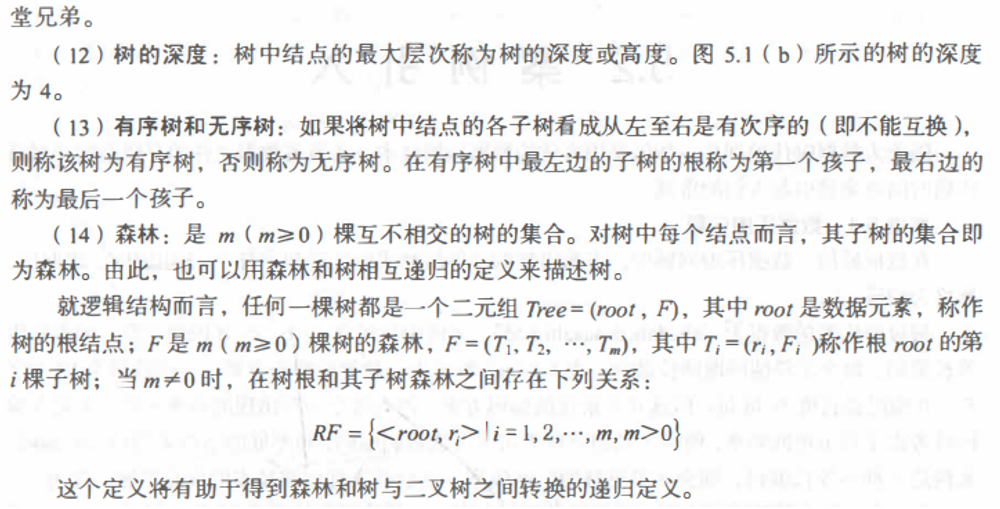 堂兄弟。
（12）树的深度：树中结点的最大层次称为树的深度或高度。图 5.1（b）所示的树的深度
为 4。
（13）有序树和无序树：如果将树中结点的各子树看成从左至右是有次序的（即不能互换），
则称该树为有序树，否则称为无序树。在有序树中最左边的子树的根称为第一个孩子，最右边的
称为最后一个孩子。
（14）森林：是 m（m≥0）棵互不相交的树的集合。对树中每个结点而言，其子树的集合即
为森林。由此，也可以用森林和树相互递归的定义来描述树。
就逻辑结构而言，任何一棵树都是一个二元组 Tree = (root，F)，其中 root 是数据元素，称作
树的根结点；F 是 m（m≥0）棵树的森林，F = (T₁, T₂, …, Tₘ)，其中 Tᵢ = (rᵢ, Fᵢ )称作根 root 的第
i 棵子树；当 m≠0 时，在树根和其子树森林之间存在下列关系：
RF = {<root, rᵢ> | i = 1, 2,…, m, m>0}
这个定义将有助于得到森林和树与二叉树之间转换的递归定义。